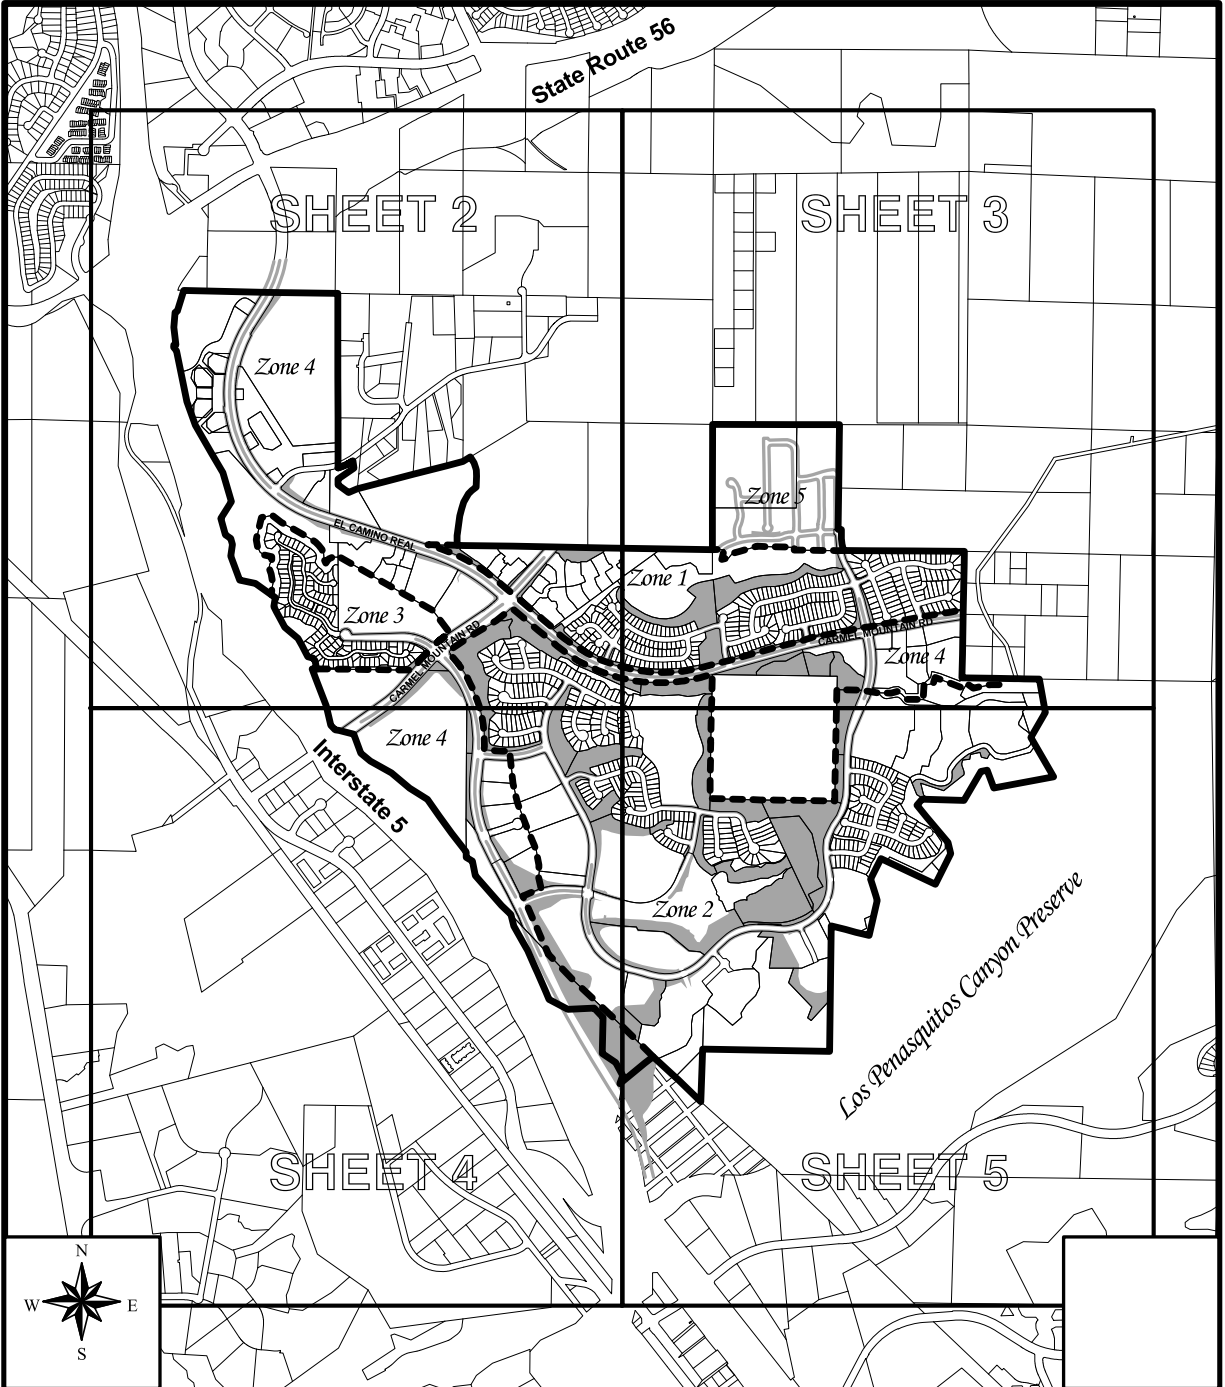 State Route 56
SHEET 2
SHEET 3
Zone 4
Zone 5
EL CAMINO REAL
Zone 1
Zone 3
CARMEL MOUNTAIN RD
CARMEL MOUNTAIN RD
Zone 4
Zone 4
Interstate 5
Zone 2
Los Penasquitos Canyon Preserve
SHEET 4
SHEET 5
N
W
E
S